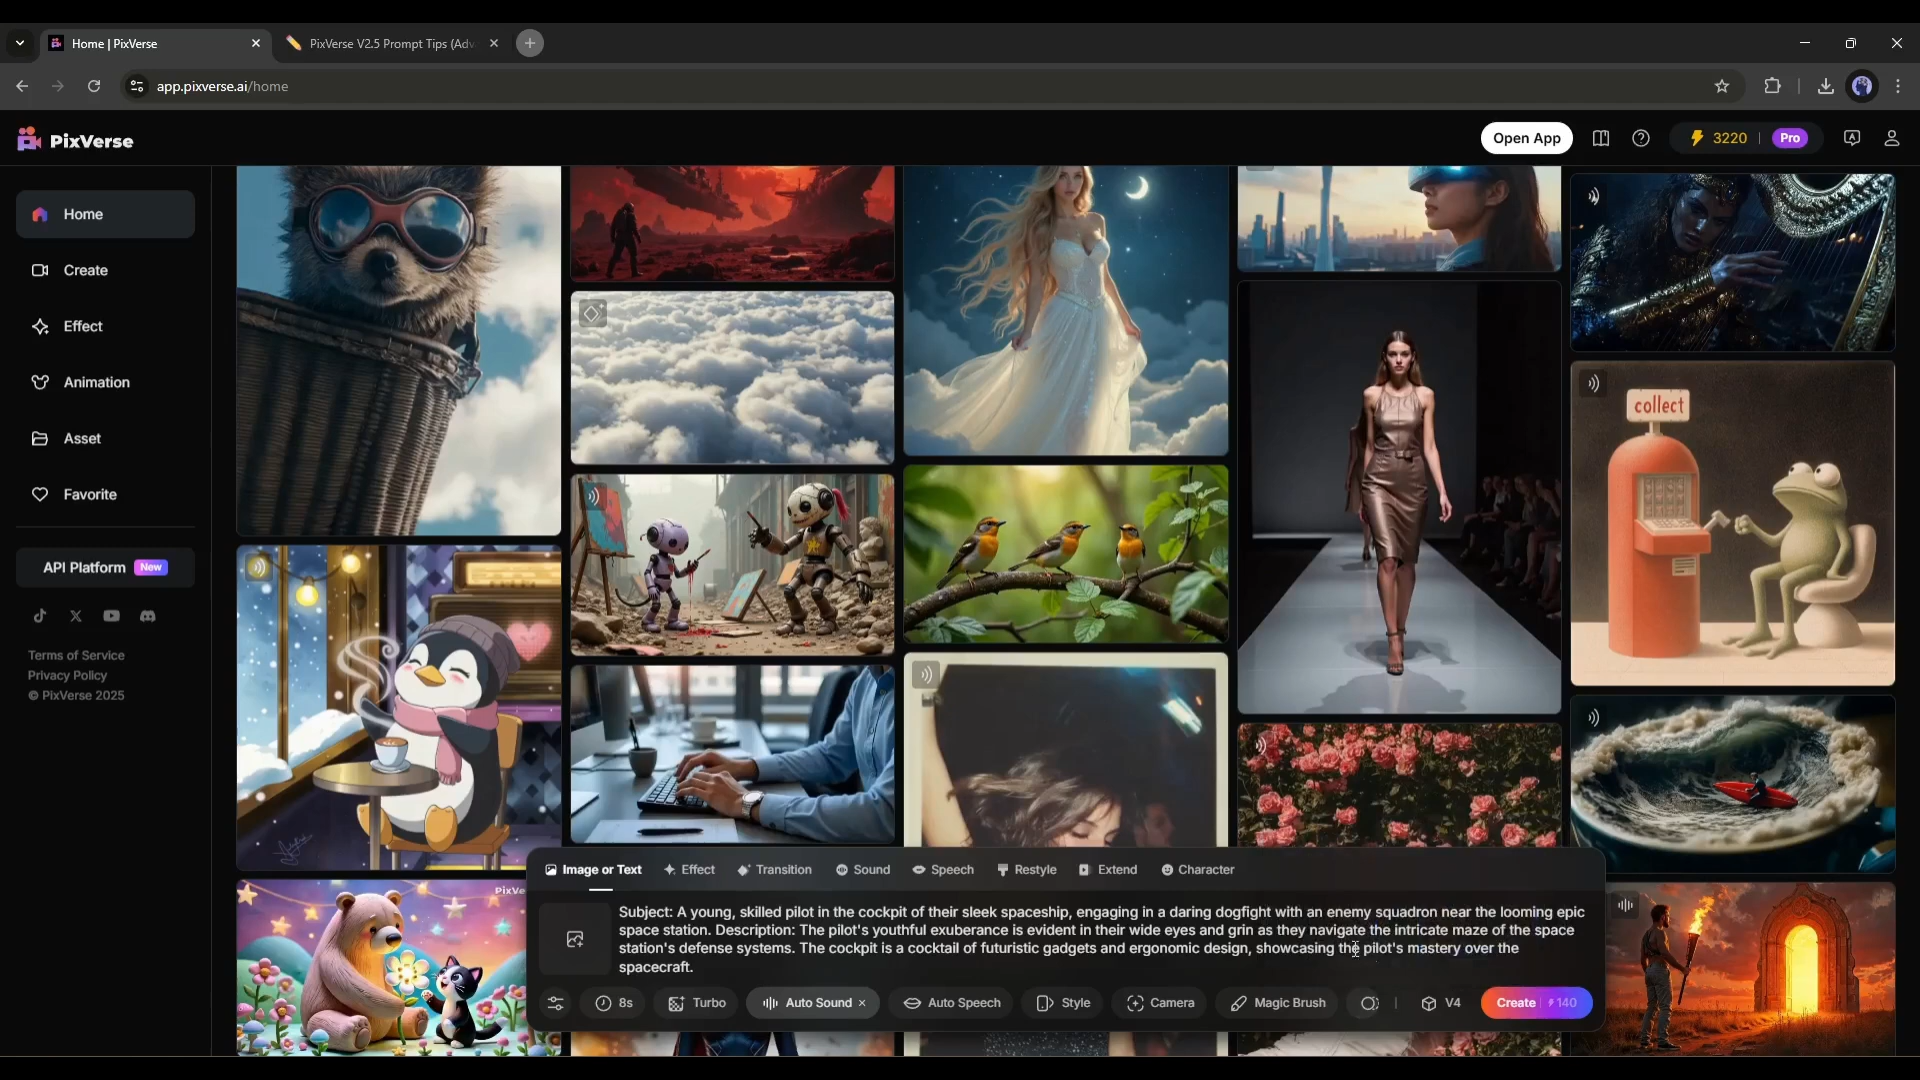 Home | PixVerse
PixVerse V2.5 Prompt Tips (Adv
app.pixverse.ai/home
PixVerse
Open App
3220
Pro
Home
Create
Effect
Animation
Asset
Favorite
API Platform New
Terms of Service
Privacy Policy
© PixVerse 2025
collect
PixVe
Image or Text
Effect
Transition
Sound
Speech
Restyle
Extend
Character
Subject: A young, skilled pilot in the cockpit of their sleek spaceship, engaging in a daring dogfight with an enemy squadron near the looming epic
space station. Description: The pilot's youthful exuberance is evident in their wide eyes and grin as they navigate the intricate maze of the space
station's defense systems. The cockpit is a cocktail of futuristic gadgets and ergonomic design, showcasing the pilot's mastery over the
spacecraft.
8s
Turbo
Auto Sound
Auto Speech
Style
Camera
Magic Brush
V4
Create 140